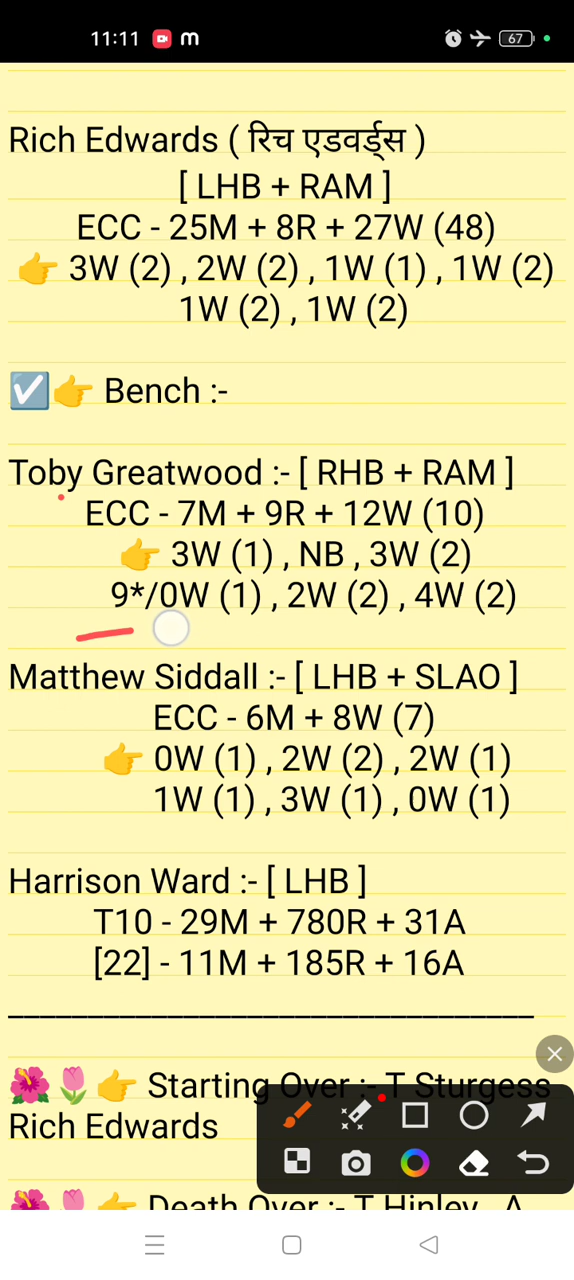 11:11 m 67
Rich Edwards ( रिच एडवर्ड्स )
[ LHB + RAM ]
ECC - 25M + 8R + 27W (48)
👉 3W (2) , 2W (2) , 1W (1) , 1W (2)
1W (2) , 1W (2)
☑️👉 Bench :-
Toby Greatwood :- [ RHB + RAM ]
ECC - 7M + 9R + 12W (10)
👉 3W (1) , NB , 3W (2)
9*/0W (1) , 2W (2) , 4W (2)
Matthew Siddall :- [ LHB + SLAO ]
ECC - 6M + 8W (7)
👉 0W (1) , 2W (2) , 2W (1)
1W (1) , 3W (1) , 0W (1)
Harrison Ward :- [ LHB ]
T10 - 29M + 780R + 31A
[22] - 11M + 185R + 16A
🌺🌷👉 Starting Over :- T Sturgess
Rich Edwards
🌺🌷👉 Death Over :- T Hinley , A